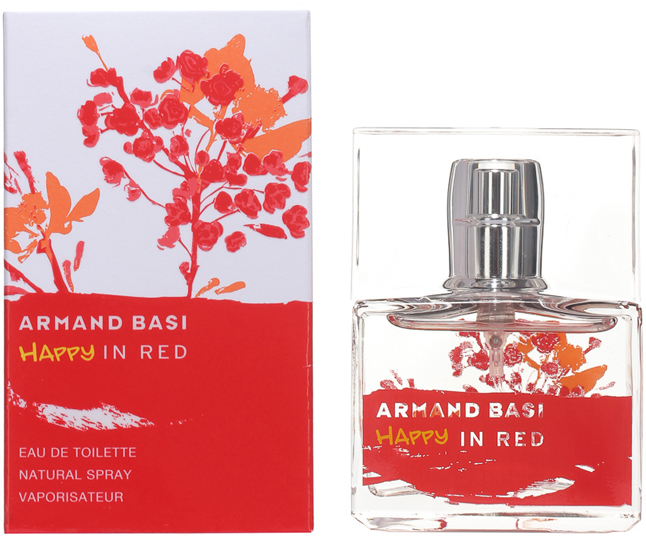 ARMAND BASI
HAPPY IN RED
EAU DE TOILETTE
NATURAL SPRAY
VAPORISATEUR
ARMAND BASI
HAPPY IN RED